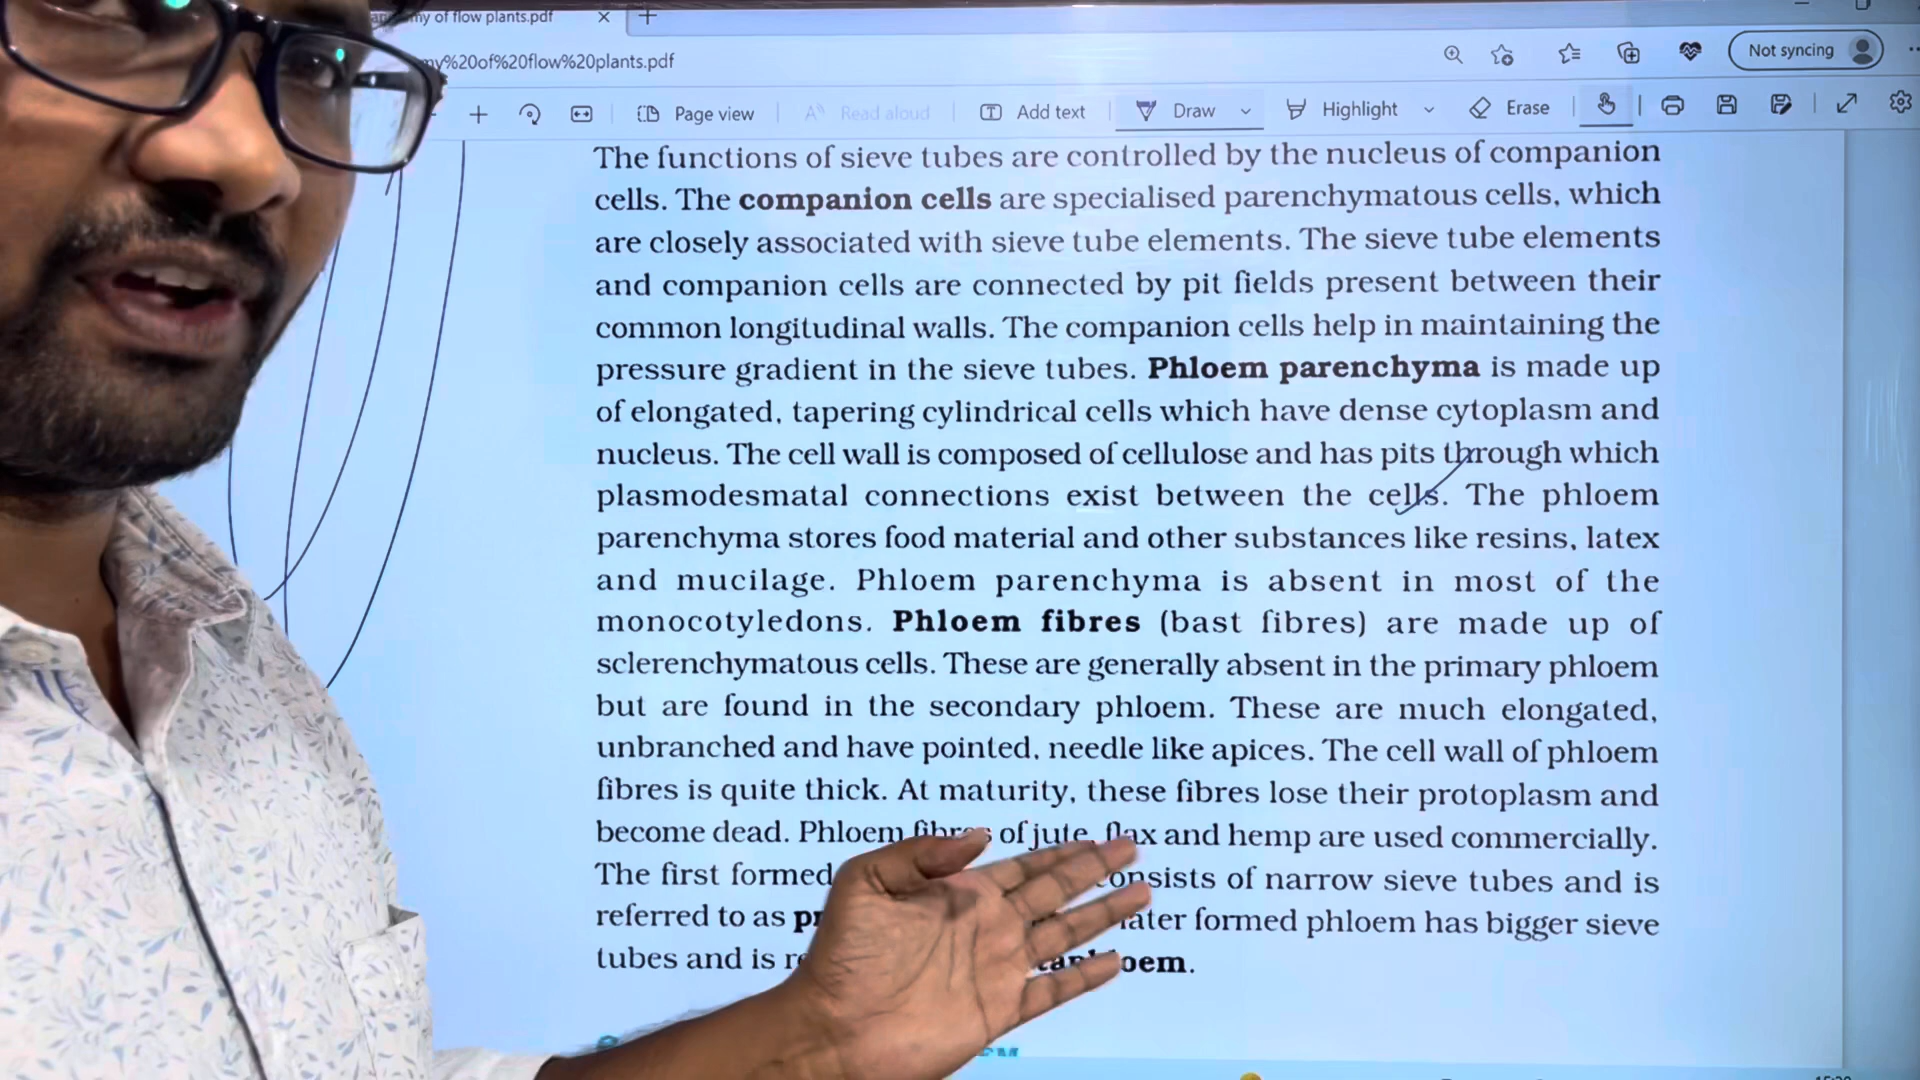 my of flow plants.pdf
my%20of%20flow%20plants.pdf
Not syncing
Page view
Read aloud
Add text
Draw
Highlight
Erase
The functions of sieve tubes are controlled by the nucleus of companion
cells. The companion cells are specialised parenchymatous cells, which
are closely associated with sieve tube elements. The sieve tube elements
and companion cells are connected by pit fields present between their
common longitudinal walls. The companion cells help in maintaining the
pressure gradient in the sieve tubes. Phloem parenchyma is made up
of elongated, tapering cylindrical cells which have dense cytoplasm and
nucleus. The cell wall is composed of cellulose and has pits through which
plasmodesmatal connections exist between the cells. The phloem
parenchyma stores food material and other substances like resins, latex
and mucilage. Phloem parenchyma is absent in most of the
monocotyledons. Phloem fibres (bast fibres) are made up of
sclerenchymatous cells. These are generally absent in the primary phloem
but are found in the secondary phloem. These are much elongated,
unbranched and have pointed, needle like apices. The cell wall of phloem
fibres is quite thick. At maturity, these fibres lose their protoplasm and
become dead. Phloem fibres of jute, flax and hemp are used commercially.
The first formed consists of narrow sieve tubes and is
referred to as later formed phloem has bigger sieve
tubes and is